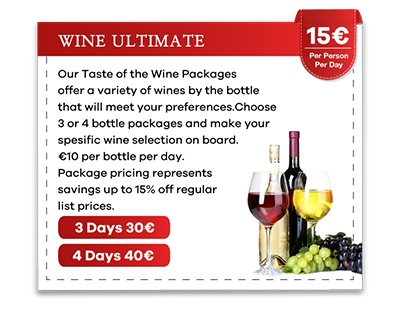 WINE ULTIMATE
15€
Per Person
Per Day
Our Taste of the Wine Packages
offer a variety of wines by the bottle
that will meet your preferences.Choose
3 or 4 bottle packages and make your
spesific wine selection on board.
€10 per bottle per day.
Package pricing represents
savings up to 15% off regular
list prices.
3 Days 30€
4 Days 40€